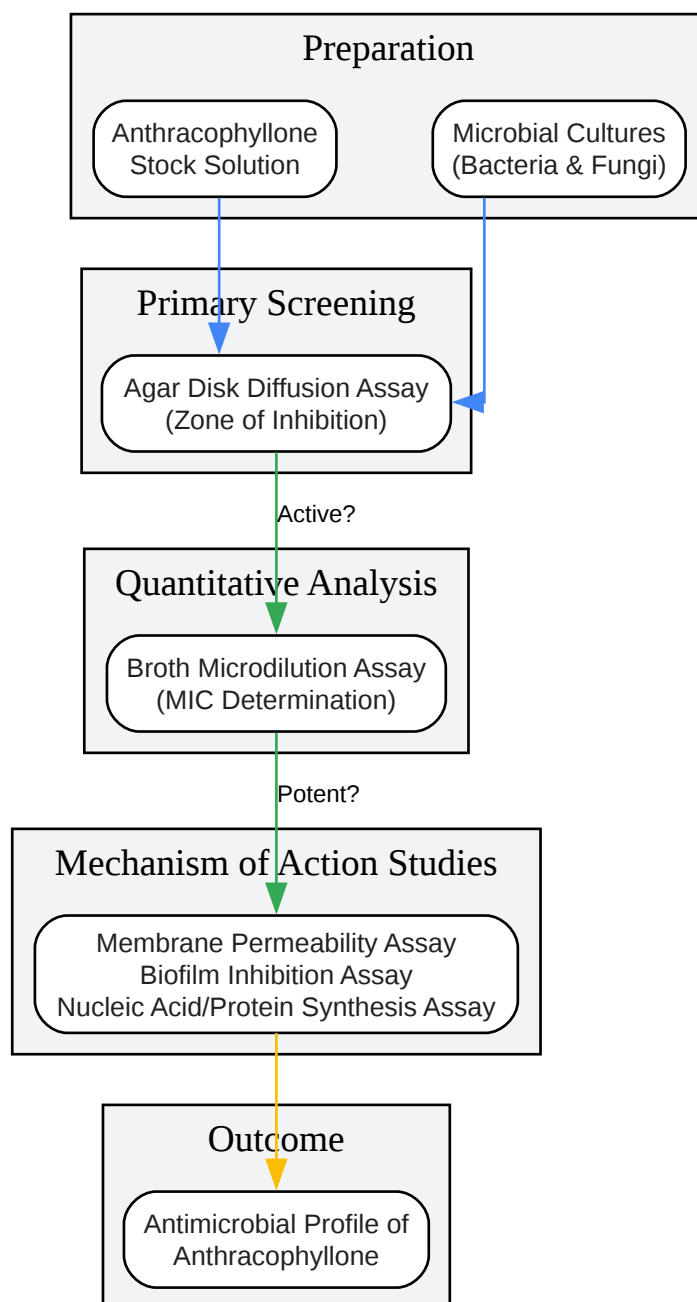 Preparation
Anthracophyllone
Stock Solution
Microbial Cultures
(Bacteria & Fungi)
Primary Screening
Agar Disk Diffusion Assay
(Zone of Inhibition)
Active?
Quantitative Analysis
Broth Microdilution Assay
(MIC Determination)
Potent?
Mechanism of Action Studies
Membrane Permeability Assay
Biofilm Inhibition Assay
Nucleic Acid/Protein Synthesis Assay
Outcome
Antimicrobial Profile of
Anthracophyllone